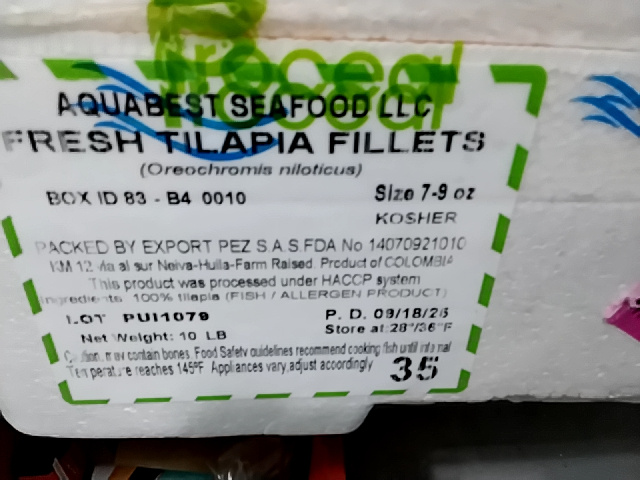 Proceal
AQUABEST SEAFOOD LLC
FRESH TILAPIA FILLETS
(Oreochromis niloticus)
BOX ID 83 - B4 0010
Size 7-9 oz
KOSHER
PACKED BY EXPORT PEZ S.A.S.FDA No 14070921010
KM 12 vía al sur Neiva-Huila-Farm Raised. Product of COLOMBIA
This product was processed under HACCP system
Ingredients 100% tilapia (FISH / ALLERGEN PRODUCT)
LOT PUI1079
P. D. 09/18/25
Net Weight: 10 LB
Store at 28°/36°F
Caution, may contain bones. Food Safety guidelines recommend cooking fish until internal
Temperature reaches 145ºF Appliances vary, adjust accordingly
35